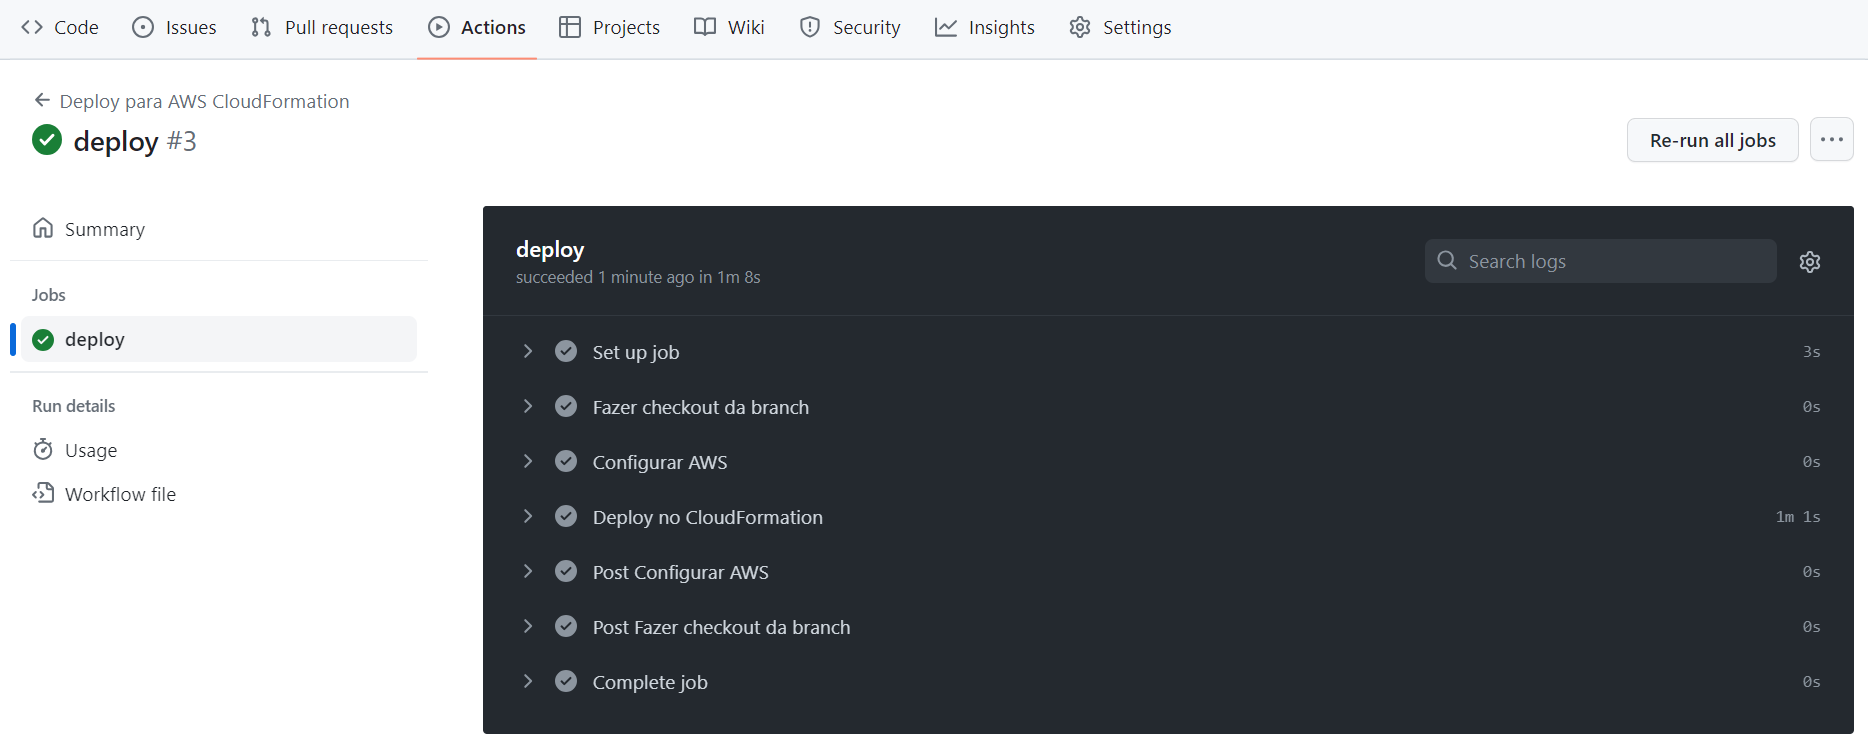 Code Issues Pull requests Actions Projects Wiki Security Insights Settings
Deploy para AWS CloudFormation
deploy #3
Re-run all jobs
Summary
Jobs
deploy
Run details
Usage
Workflow file
deploy
succeeded 1 minute ago in 1m 8s
Search logs
Set up job 3s
Fazer checkout da branch 0s
Configurar AWS 0s
Deploy no CloudFormation 1m 1s
Post Configurar AWS 0s
Post Fazer checkout da branch 0s
Complete job 0s